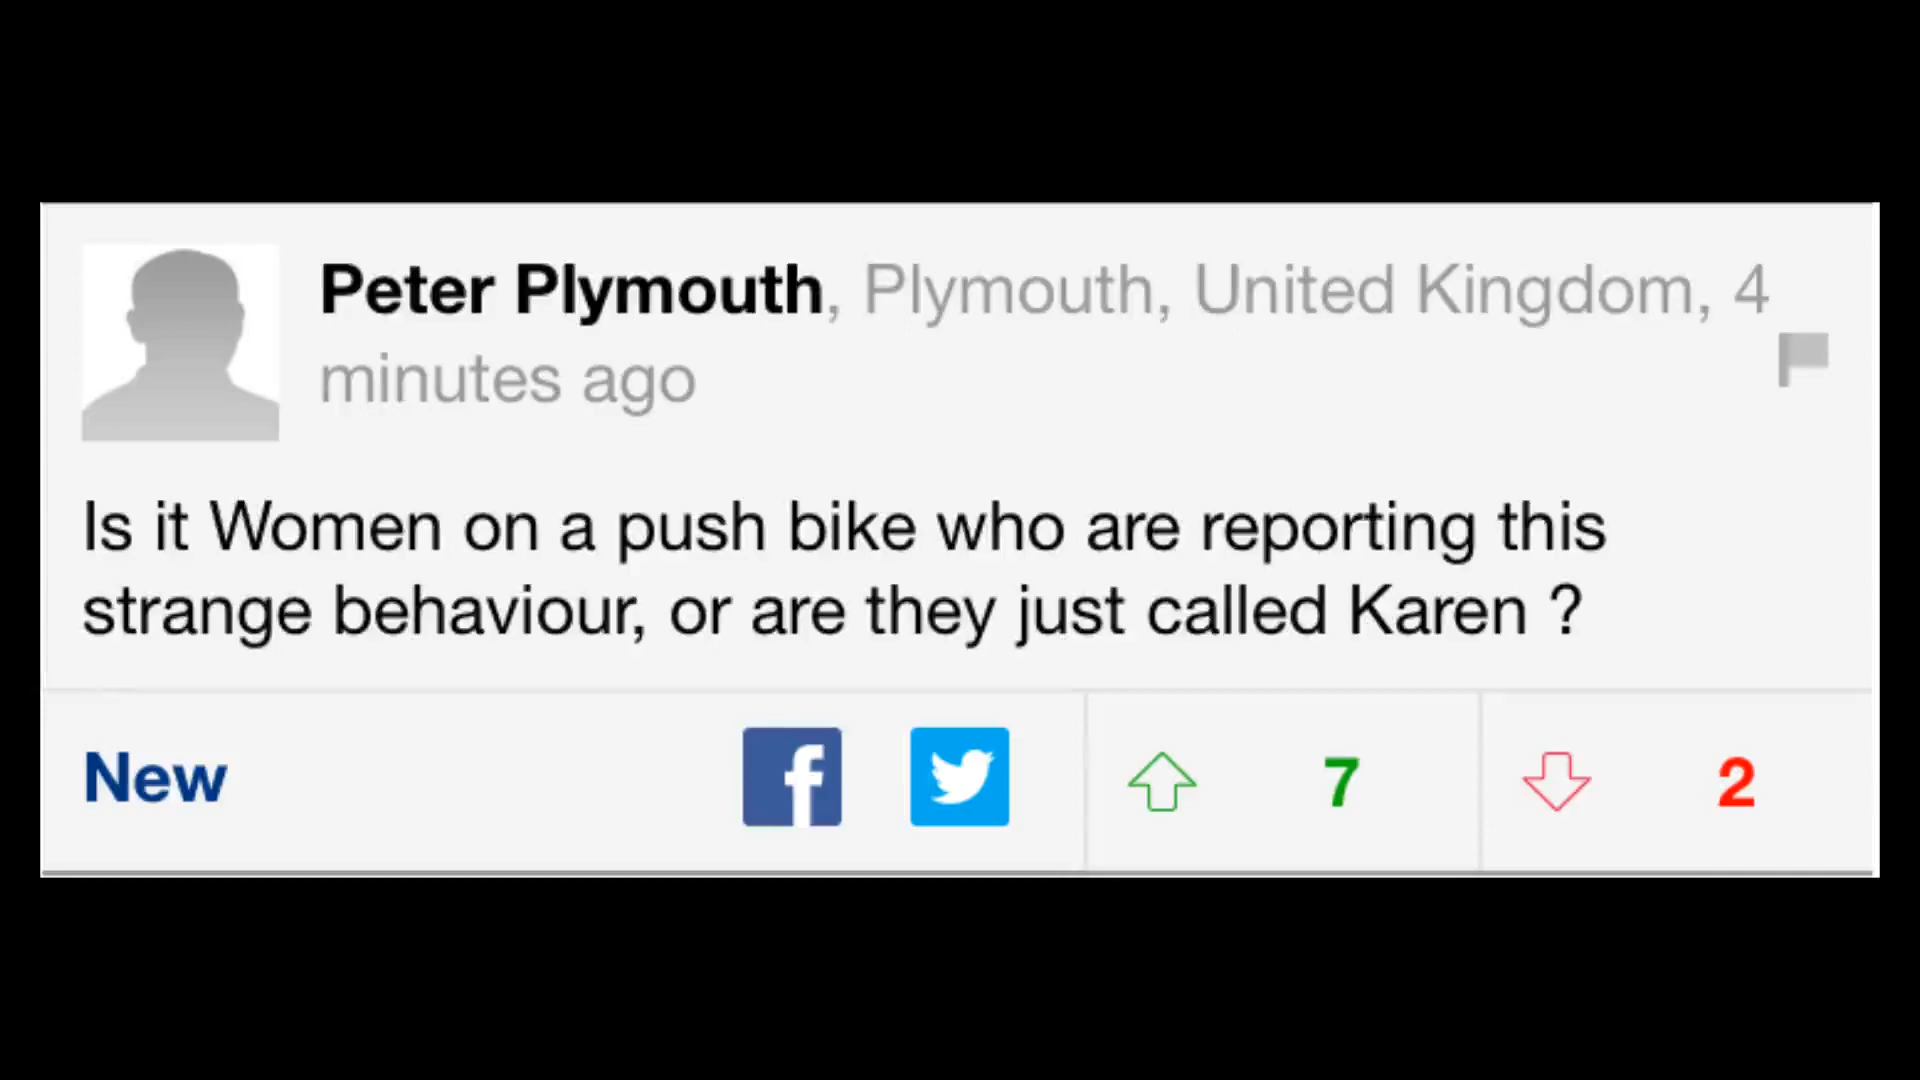 Peter Plymouth, Plymouth, United Kingdom, 4
minutes ago
Is it Women on a push bike who are reporting this
strange behaviour, or are they just called Karen ?
New
7
2